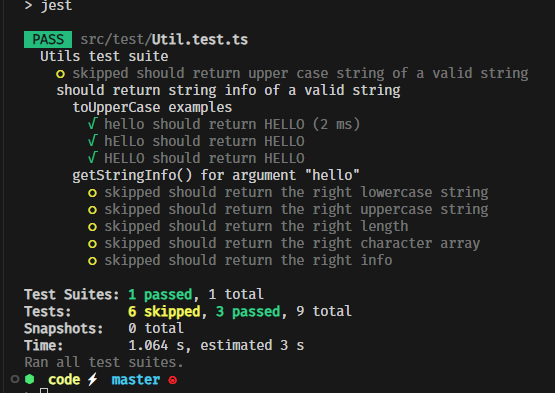 > jest
PASS src/test/Util.test.ts
Utils test suite
○ skipped should return upper case string of a valid string
should return string info of a valid string
toUpperCase examples
√ hello should return HELLO (2 ms)
√ hElLo should return HELLO
√ HELLO should return HELLO
getStringInfo() for argument "hello"
○ skipped should return the right lowercase string
○ skipped should return the right uppercase string
○ skipped should return the right length
○ skipped should return the right character array
○ skipped should return the right info
Test Suites: 1 passed, 1 total
Tests: 6 skipped, 3 passed, 9 total
Snapshots: 0 total
Time: 1.064 s, estimated 3 s
Ran all test suites.
code ⚡ master